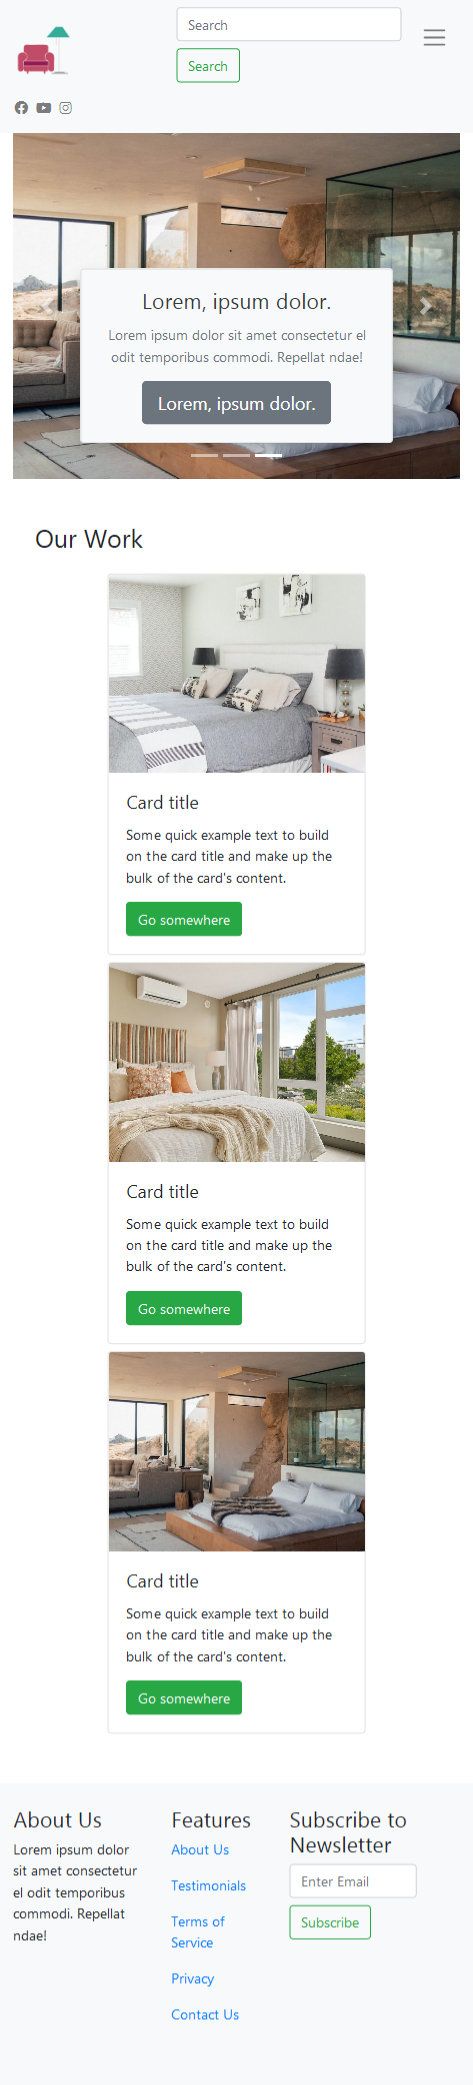 Search
Search
Lorem, ipsum dolor.
Lorem ipsum dolor sit amet consectetur el
odit temporibus commodi. Repellat ndae!
Lorem, ipsum dolor.
Our Work
Card title
Some quick example text to build
on the card title and make up the
bulk of the card's content.
Go somewhere
Card title
Some quick example text to build
on the card title and make up the
bulk of the card's content.
Go somewhere
Card title
Some quick example text to build
on the card title and make up the
bulk of the card's content.
Go somewhere
About Us
Lorem ipsum dolor
sit amet consectetur
el odit temporibus
commodi. Repellat
ndae!
Features
About Us
Testimonials
Terms of
Service
Privacy
Contact Us
Subscribe to
Newsletter
Enter Email
Subscribe